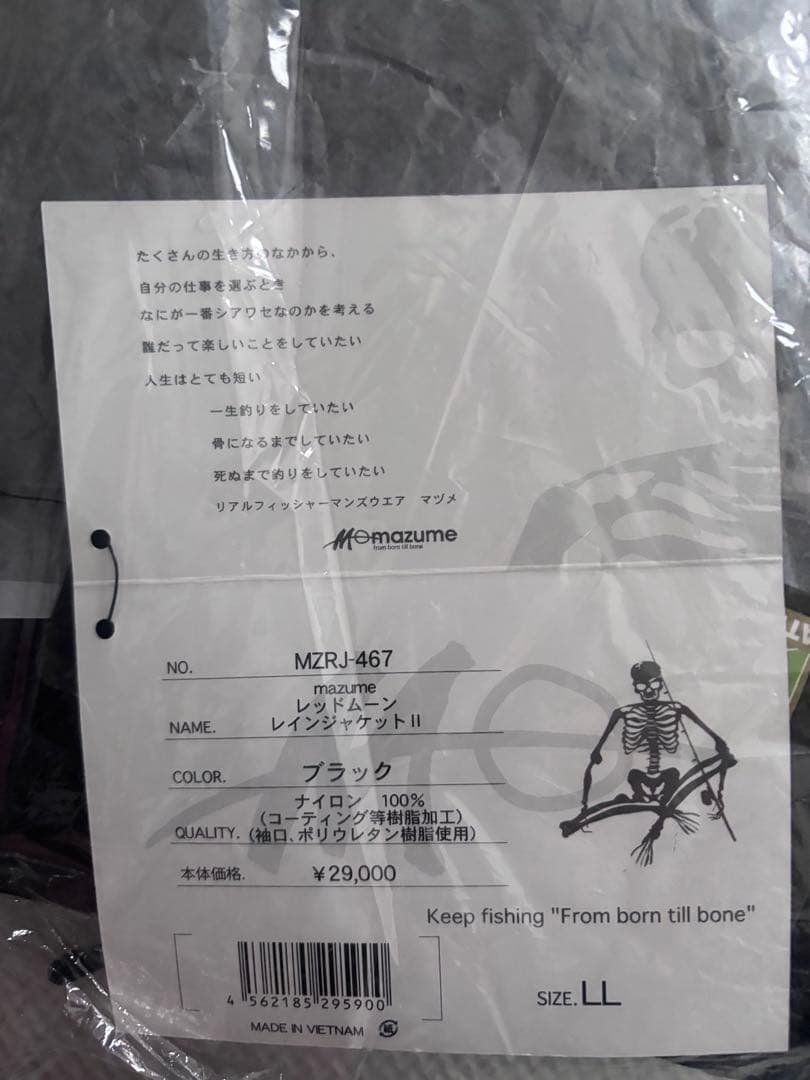 たくさんの生き方のなかから、
自分の仕事を選ぶとき
なにが一番シアワセなのかを考える
誰だって楽しいことをしていたい
人生はとても短い
一生釣りをしていたい
骨になるまでしていたい
死ぬまで釣りをしていたい
リアルフィッシャーマンズウエア　マヅメ
mazume
from born till bone
NO. MZRJ-467
mazume
レッドムーン
NAME. レインジャケットⅡ
COLOR. ブラック
ナイロン　100%
(コーティング等樹脂加工)
QUALITY. (袖口、ポリウレタン樹脂使用)
本体価格. ¥29,000
Keep fishing "From born till bone"
4 562185 295900
SIZE. LL
MADE IN VIETNAM 紙